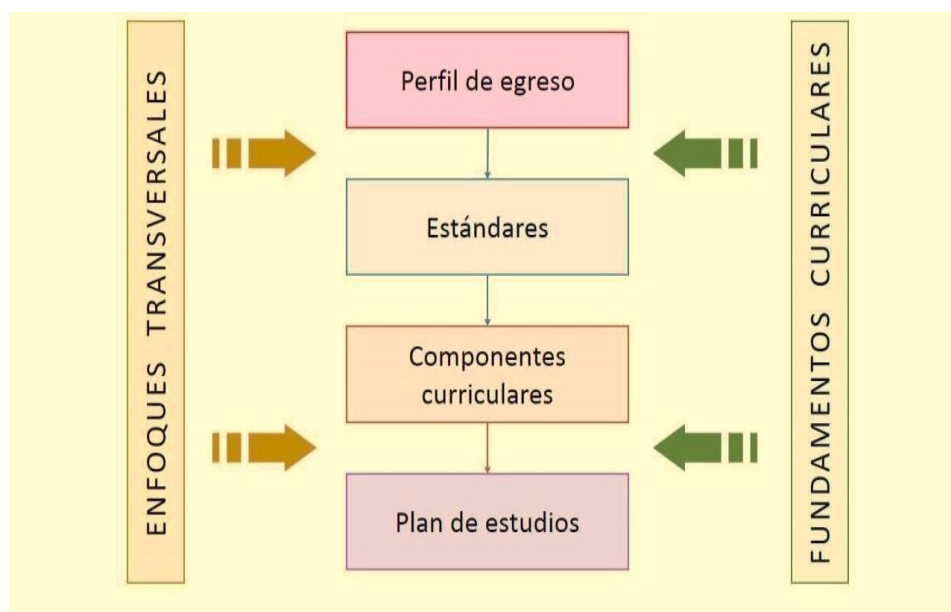 ENFOQUES TRANSVERSALES
Perfil de egreso
Estándares
Componentes
curriculares
Plan de estudios
FUNDAMENTOS CURRICULARES